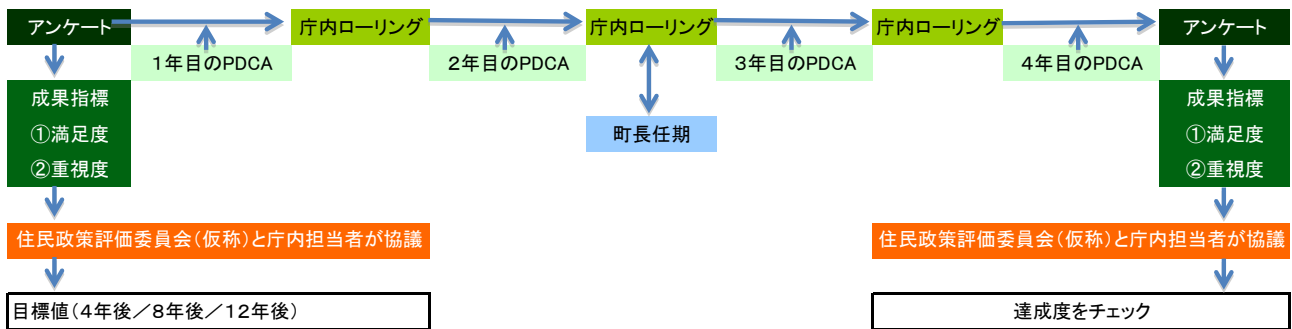 アンケート
庁内ローリング
庁内ローリング
庁内ローリング
アンケート
1年目のPDCA
2年目のPDCA
3年目のPDCA
4年目のPDCA
成果指標
①満足度
②重視度
町長任期
成果指標
①満足度
②重視度
住民政策評価委員会(仮称)と庁内担当者が協議
住民政策評価委員会(仮称)と庁内担当者が協議
目標値(4年後/8年後/12年後)
達成度をチェック